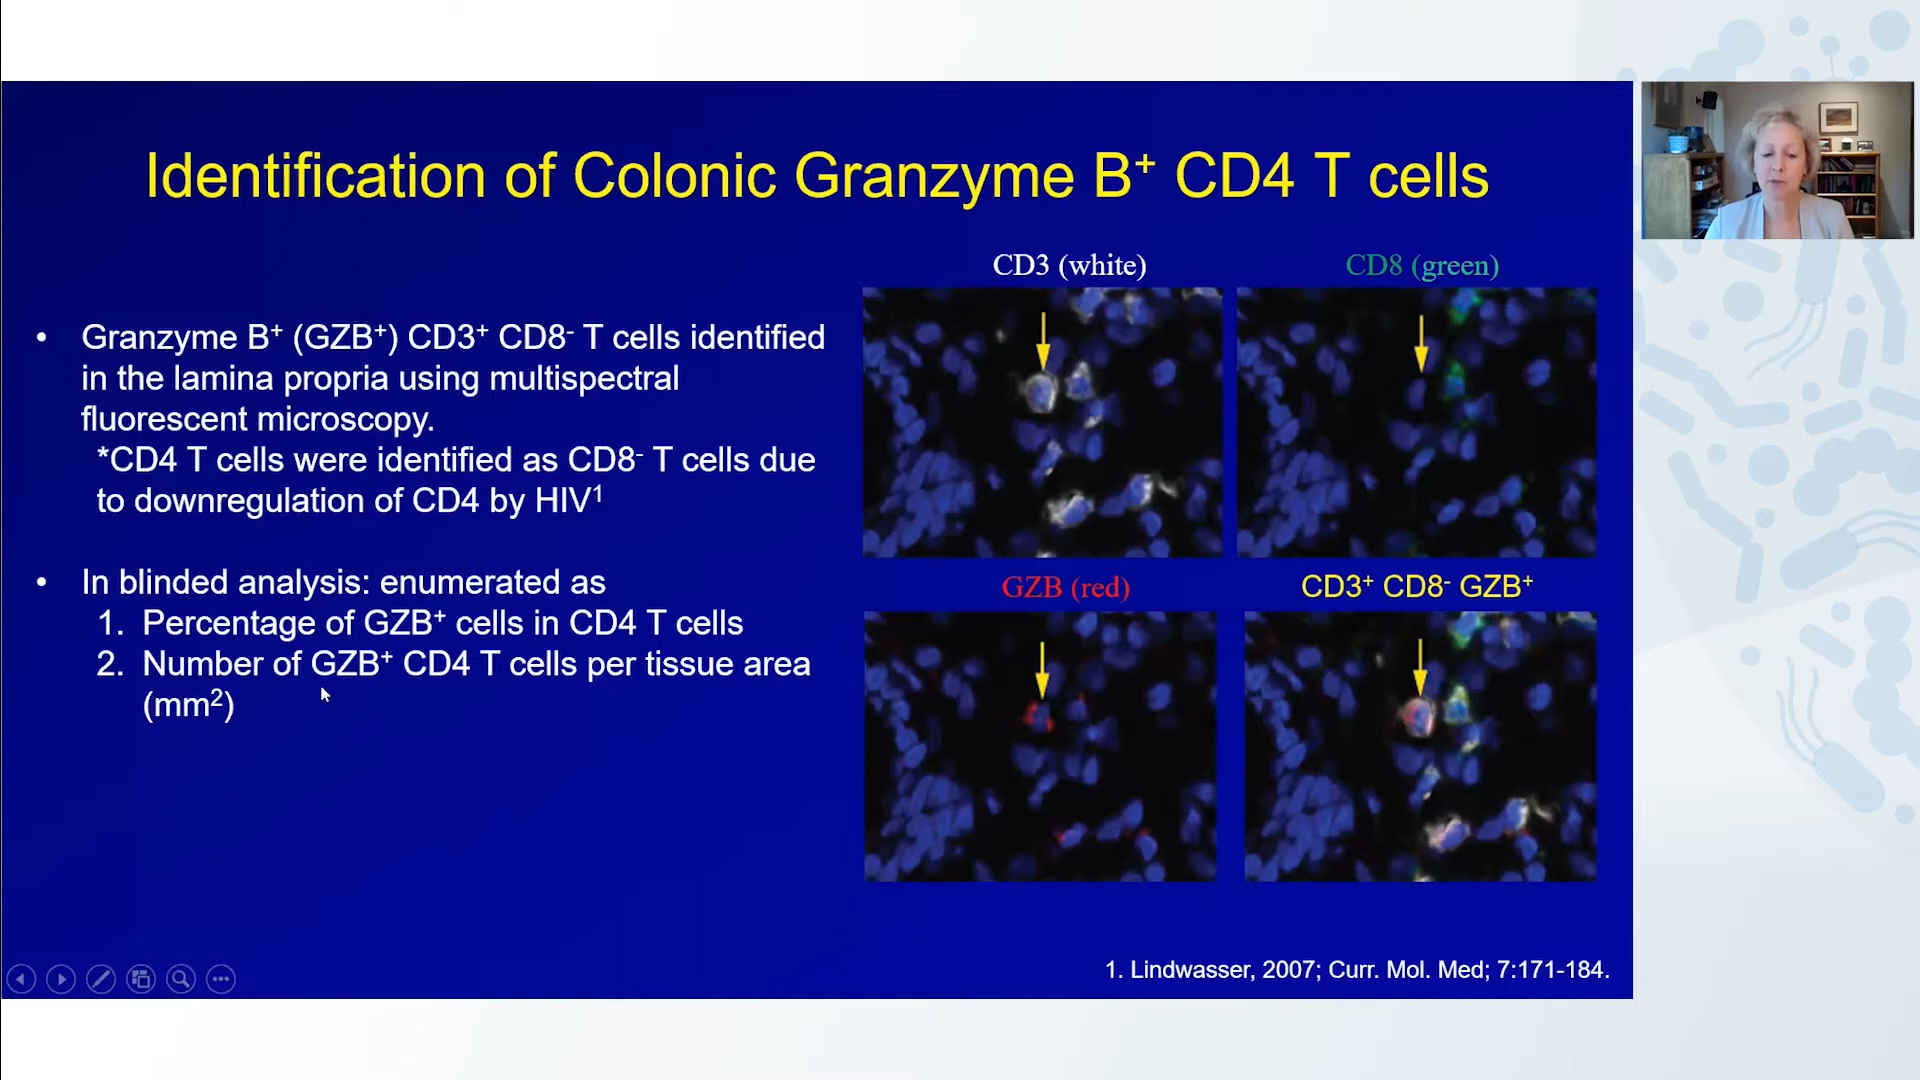 Identification of Colonic Granzyme B⁺ CD4 T cells
• Granzyme B⁺ (GZB⁺) CD3⁺ CD8⁻ T cells identified
in the lamina propria using multispectral
fluorescent microscopy.
*CD4 T cells were identified as CD8⁻ T cells due
to downregulation of CD4 by HIV¹
• In blinded analysis: enumerated as
1. Percentage of GZB⁺ cells in CD4 T cells
2. Number of GZB⁺ CD4 T cells per tissue area
(mm²)
CD3 (white)
CD8 (green)
GZB (red)
CD3⁺ CD8⁻ GZB⁺
1. Lindwasser, 2007; Curr. Mol. Med; 7:171-184.